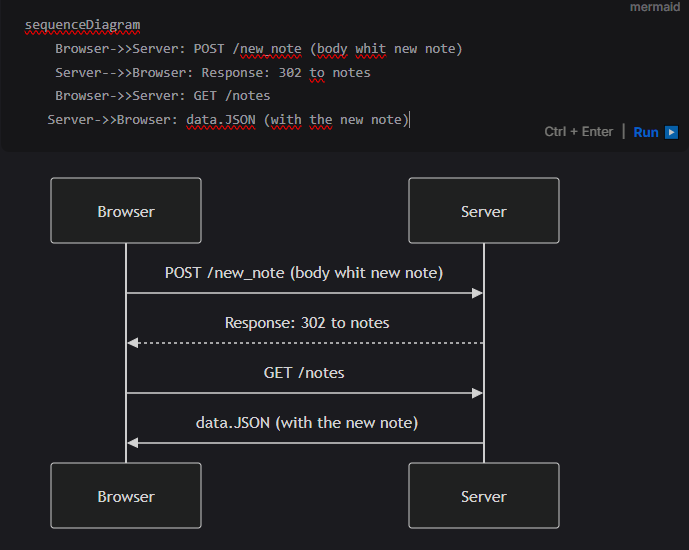 mermaid
sequenceDiagram
Browser->>Server: POST /new_note (body whit new note)
Server-->>Browser: Response: 302 to notes
Browser->>Server: GET /notes
Server->>Browser: data.JSON (with the new note)
Ctrl + Enter | Run
Browser Server
POST /new_note (body whit new note)
Response: 302 to notes
GET /notes
data.JSON (with the new note)
Browser Server